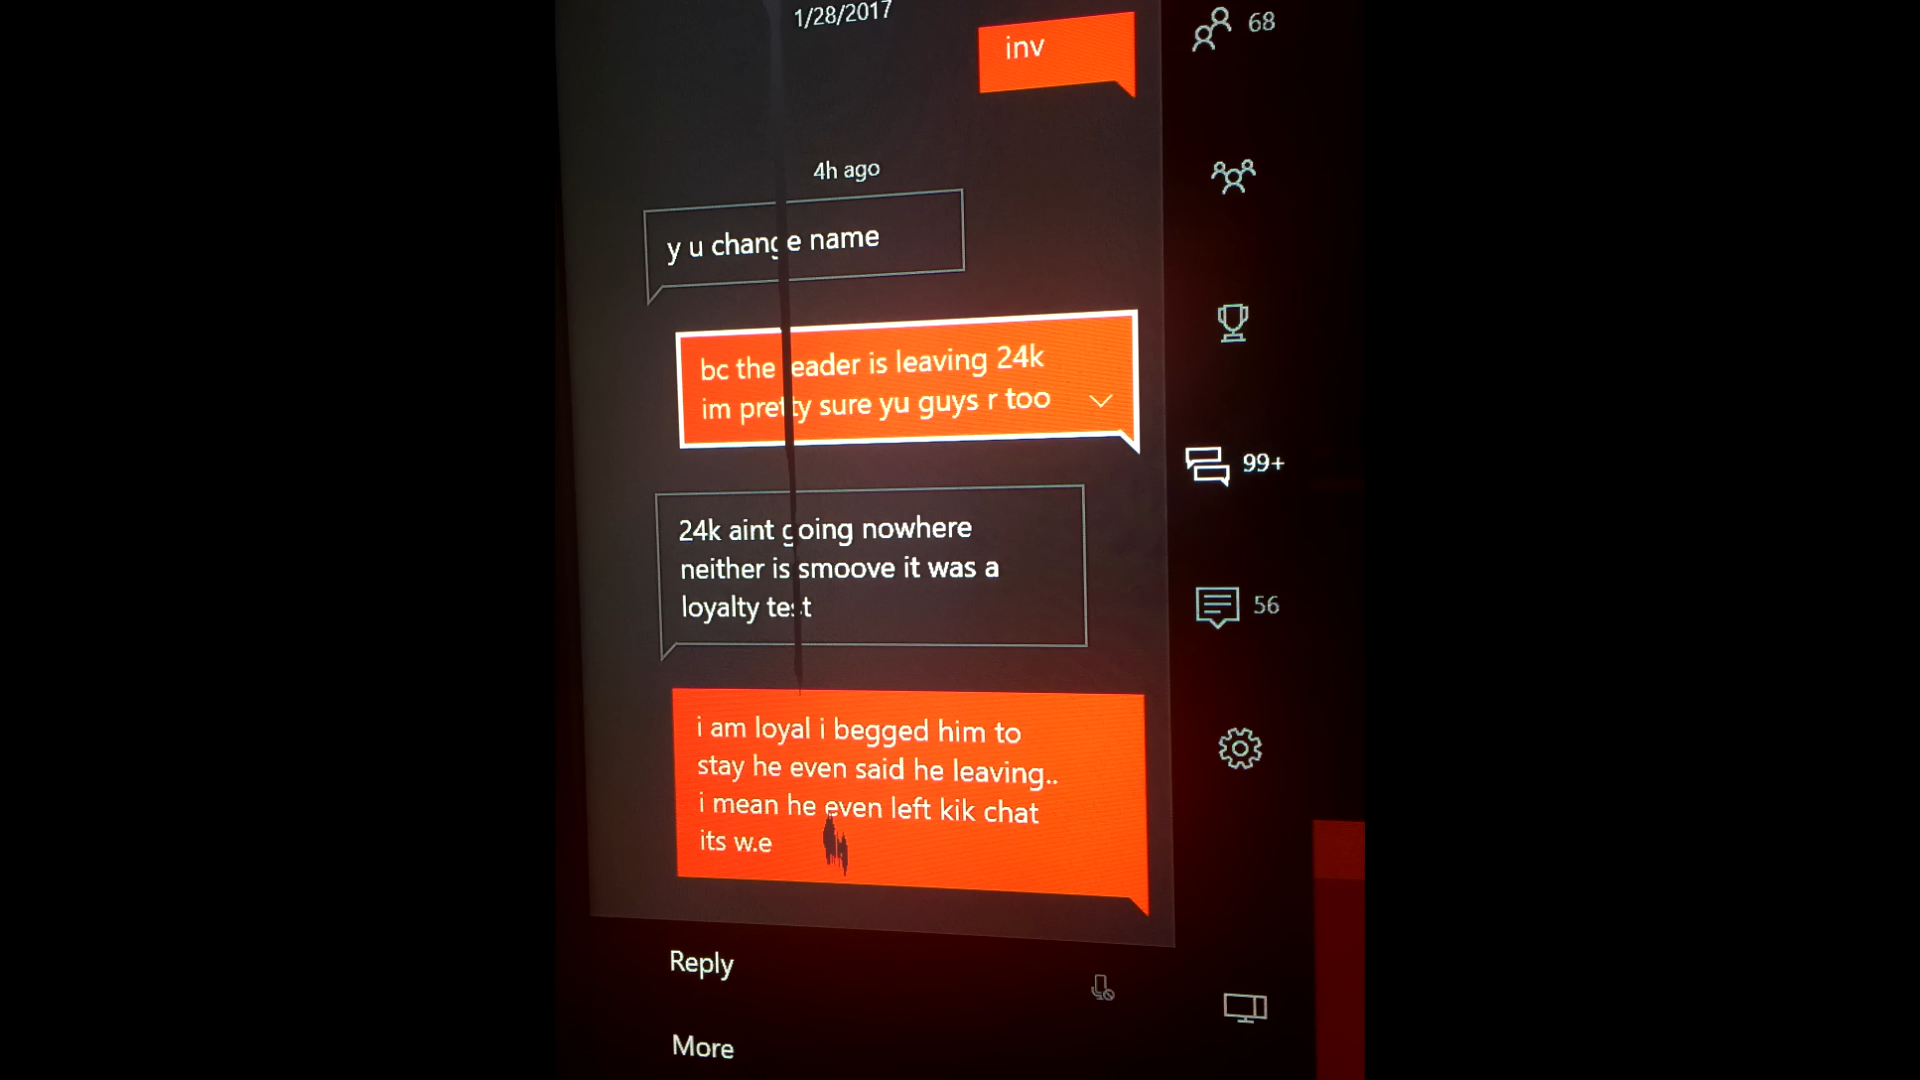 1/28/2017
inv
68
4h ago
y u change name
bc the leader is leaving 24k
im pretty sure yu guys r too
99+
24k aint going nowhere
neither is smoove it was a
loyalty test
56
i am loyal i begged him to
stay he even said he leaving..
i mean he even left kik chat
its w.e
Reply
More